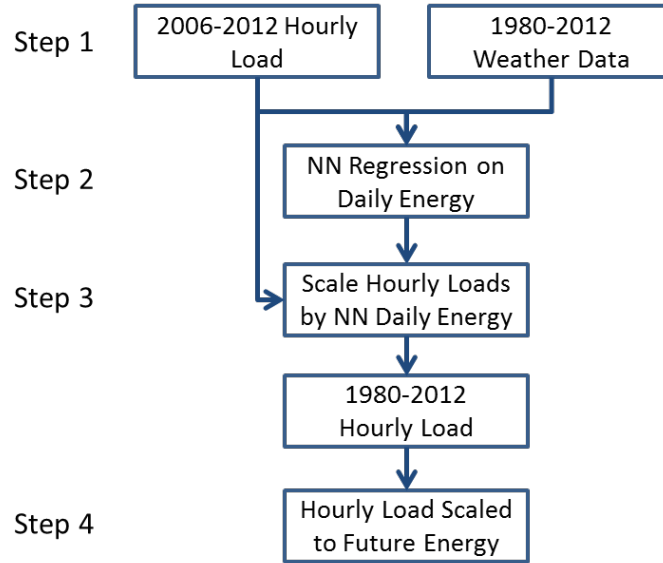 Step 1
2006-2012 Hourly
Load
1980-2012
Weather Data
Step 2
NN Regression on
Daily Energy
Step 3
Scale Hourly Loads
by NN Daily Energy
1980-2012
Hourly Load
Step 4
Hourly Load Scaled
to Future Energy